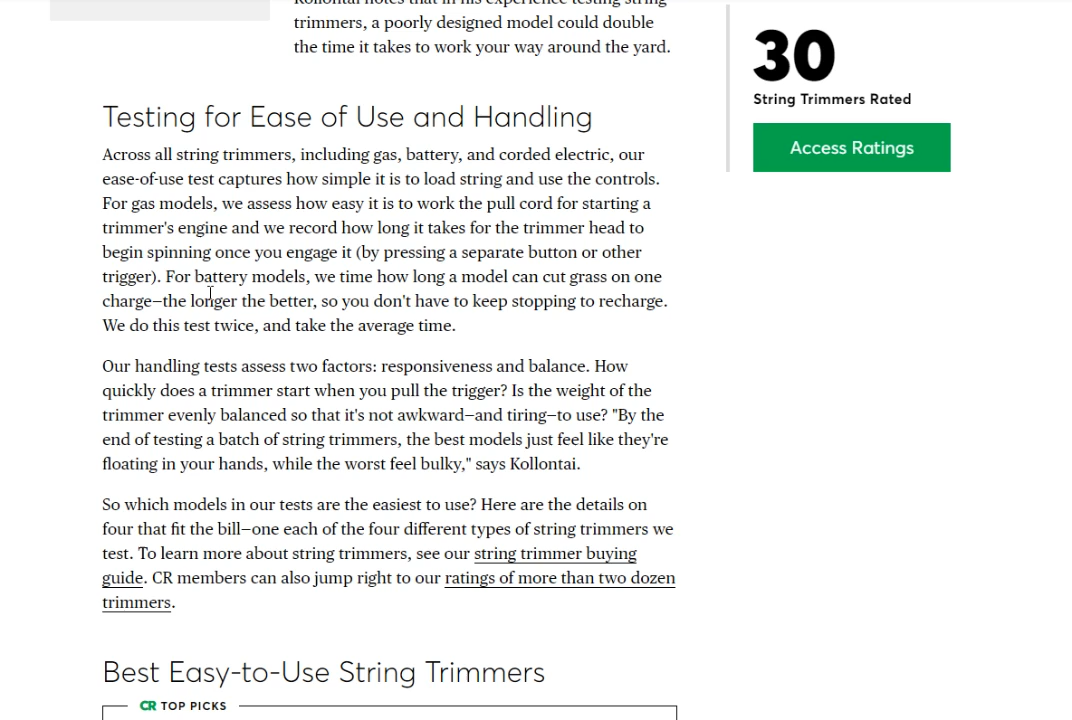 Kollontai notes that in his experience testing string
trimmers, a poorly designed model could double
the time it takes to work your way around the yard.
30
String Trimmers Rated
Access Ratings
Testing for Ease of Use and Handling
Across all string trimmers, including gas, battery, and corded electric, our
ease-of-use test captures how simple it is to load string and use the controls.
For gas models, we assess how easy it is to work the pull cord for starting a
trimmer's engine and we record how long it takes for the trimmer head to
begin spinning once you engage it (by pressing a separate button or other
trigger). For battery models, we time how long a model can cut grass on one
charge—the longer the better, so you don't have to keep stopping to recharge.
We do this test twice, and take the average time.
Our handling tests assess two factors: responsiveness and balance. How
quickly does a trimmer start when you pull the trigger? Is the weight of the
trimmer evenly balanced so that it's not awkward—and tiring—to use? "By the
end of testing a batch of string trimmers, the best models just feel like they're
floating in your hands, while the worst feel bulky," says Kollontai.
So which models in our tests are the easiest to use? Here are the details on
four that fit the bill—one each of the four different types of string trimmers we
test. To learn more about string trimmers, see our string trimmer buying
guide. CR members can also jump right to our ratings of more than two dozen
trimmers.
Best Easy-to-Use String Trimmers
CR TOP PICKS